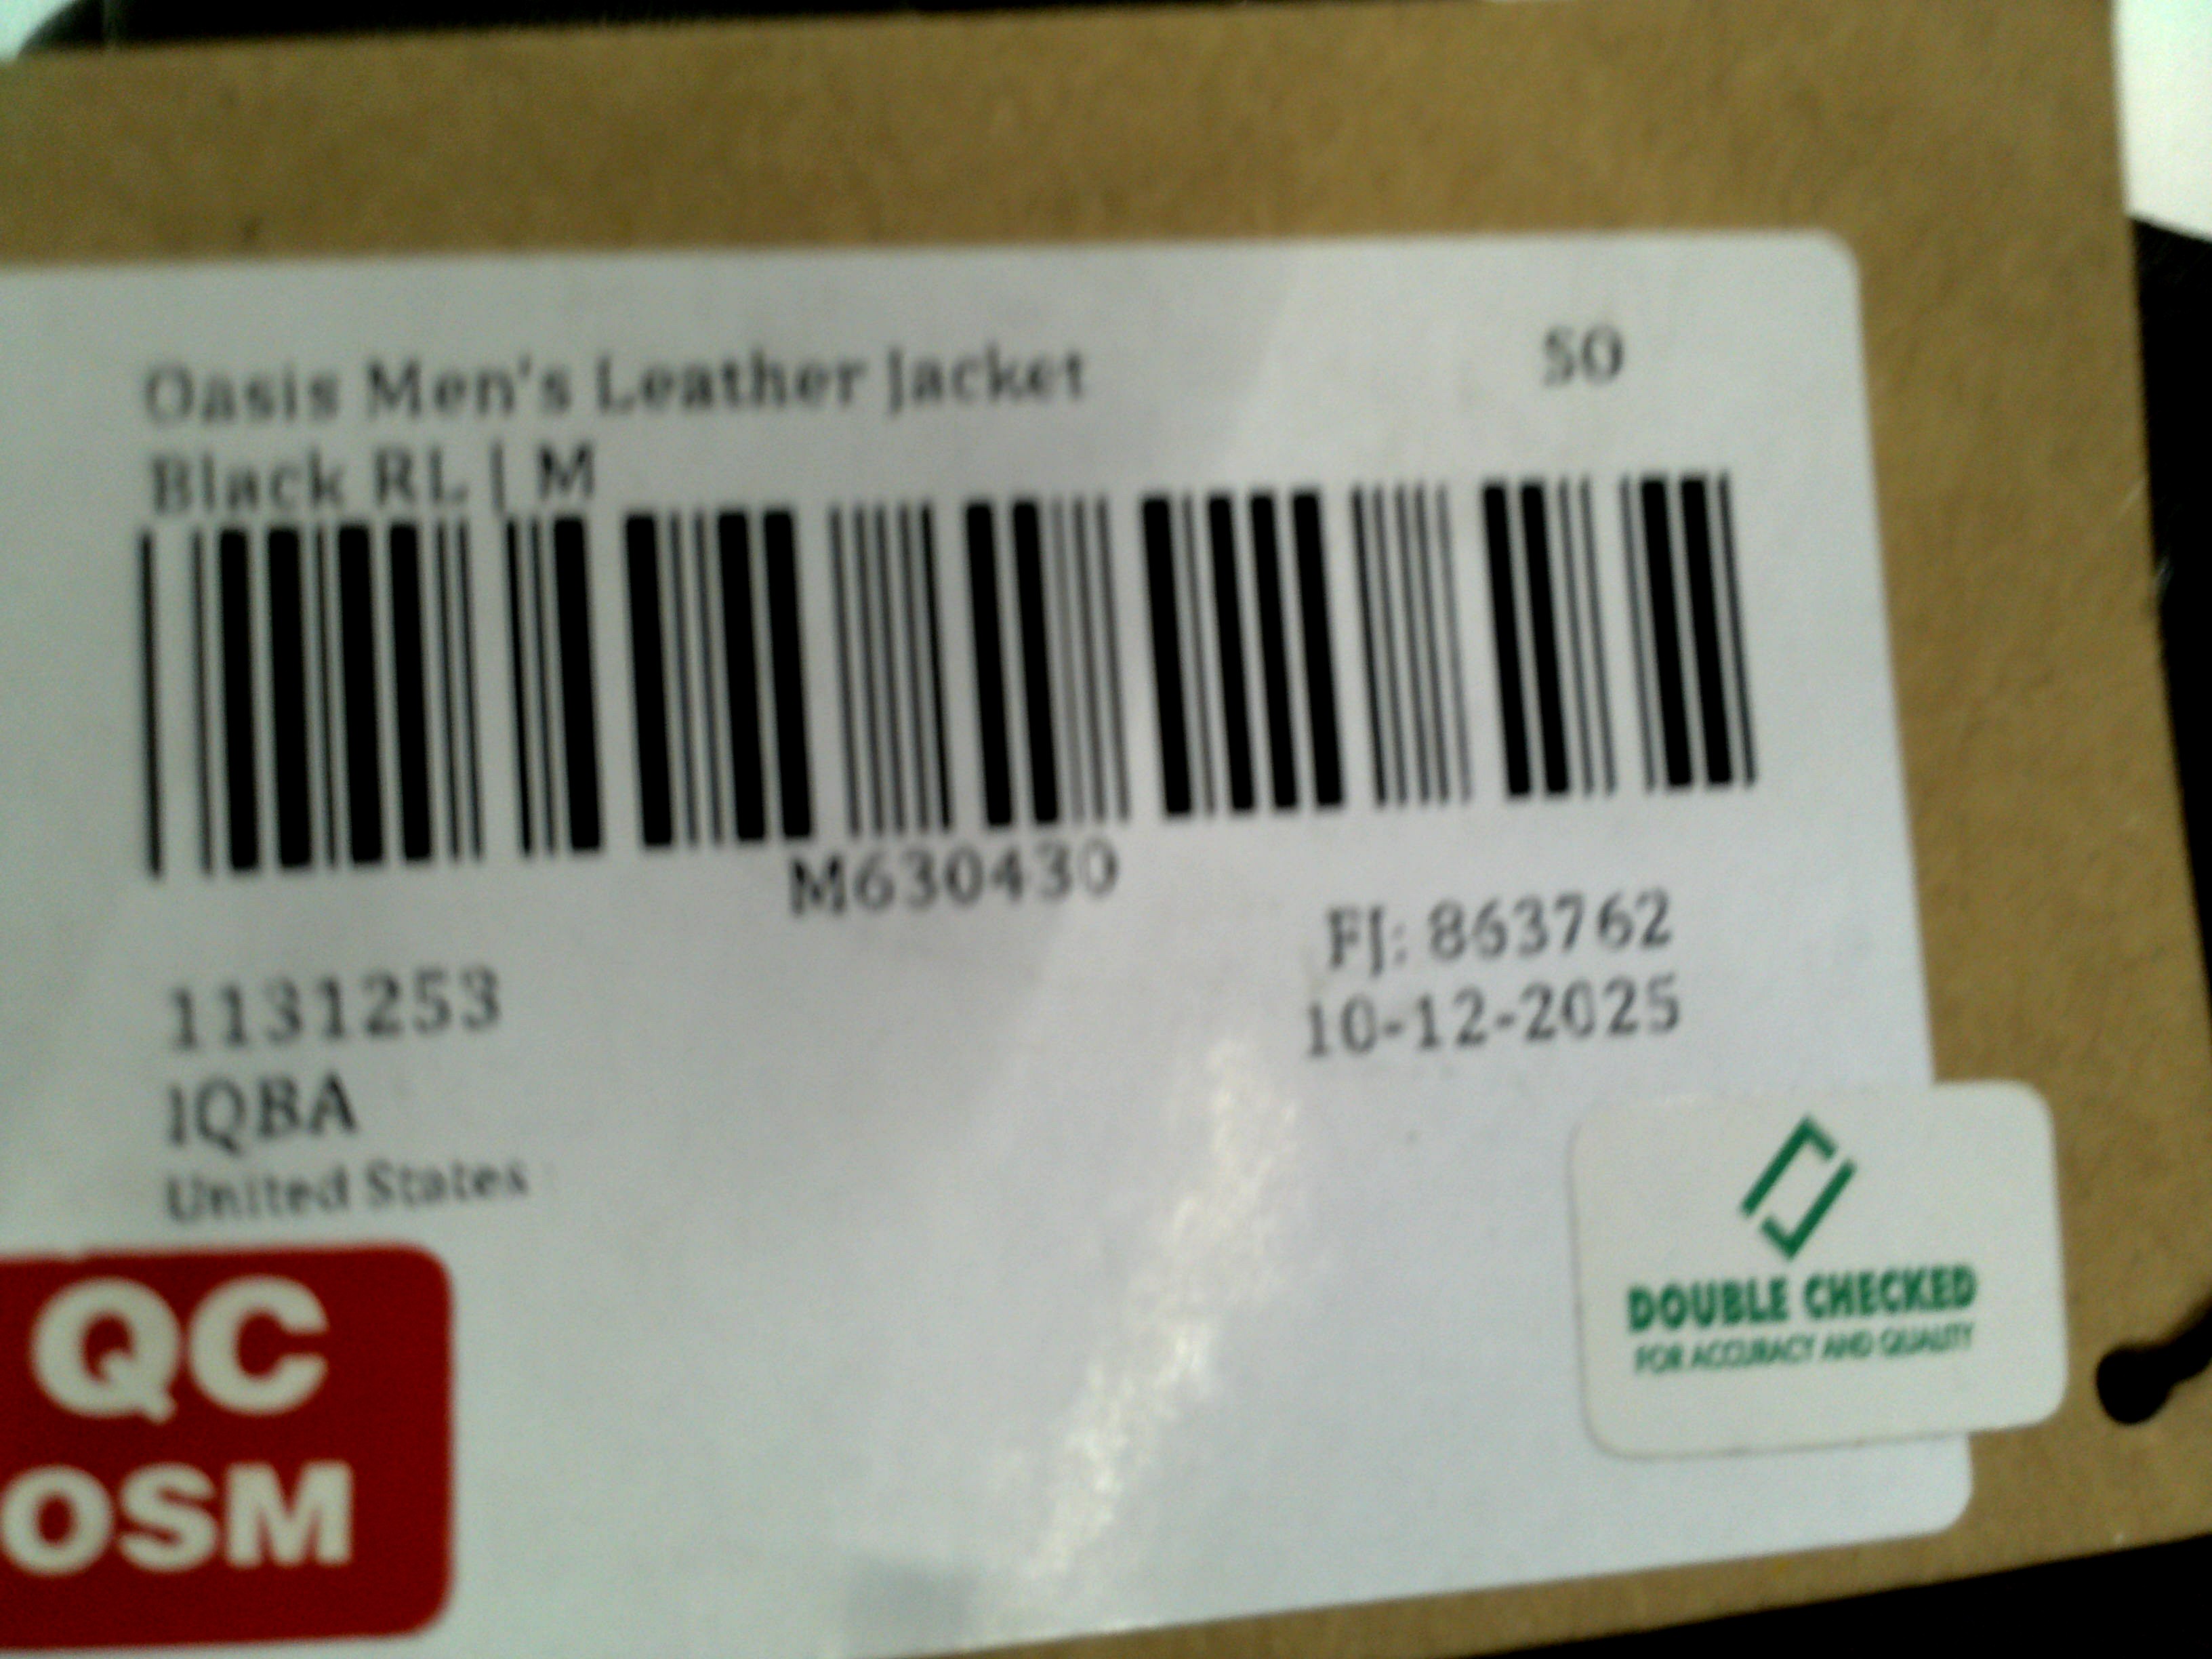 Oasis Men's Leather Jacket
SO
Black RL | M
M630430
FJ: 863762
10-12-2025
1131253
IQBA
United States
QC
OSM
DOUBLE CHECKED
FOR ACCURACY AND QUALITY